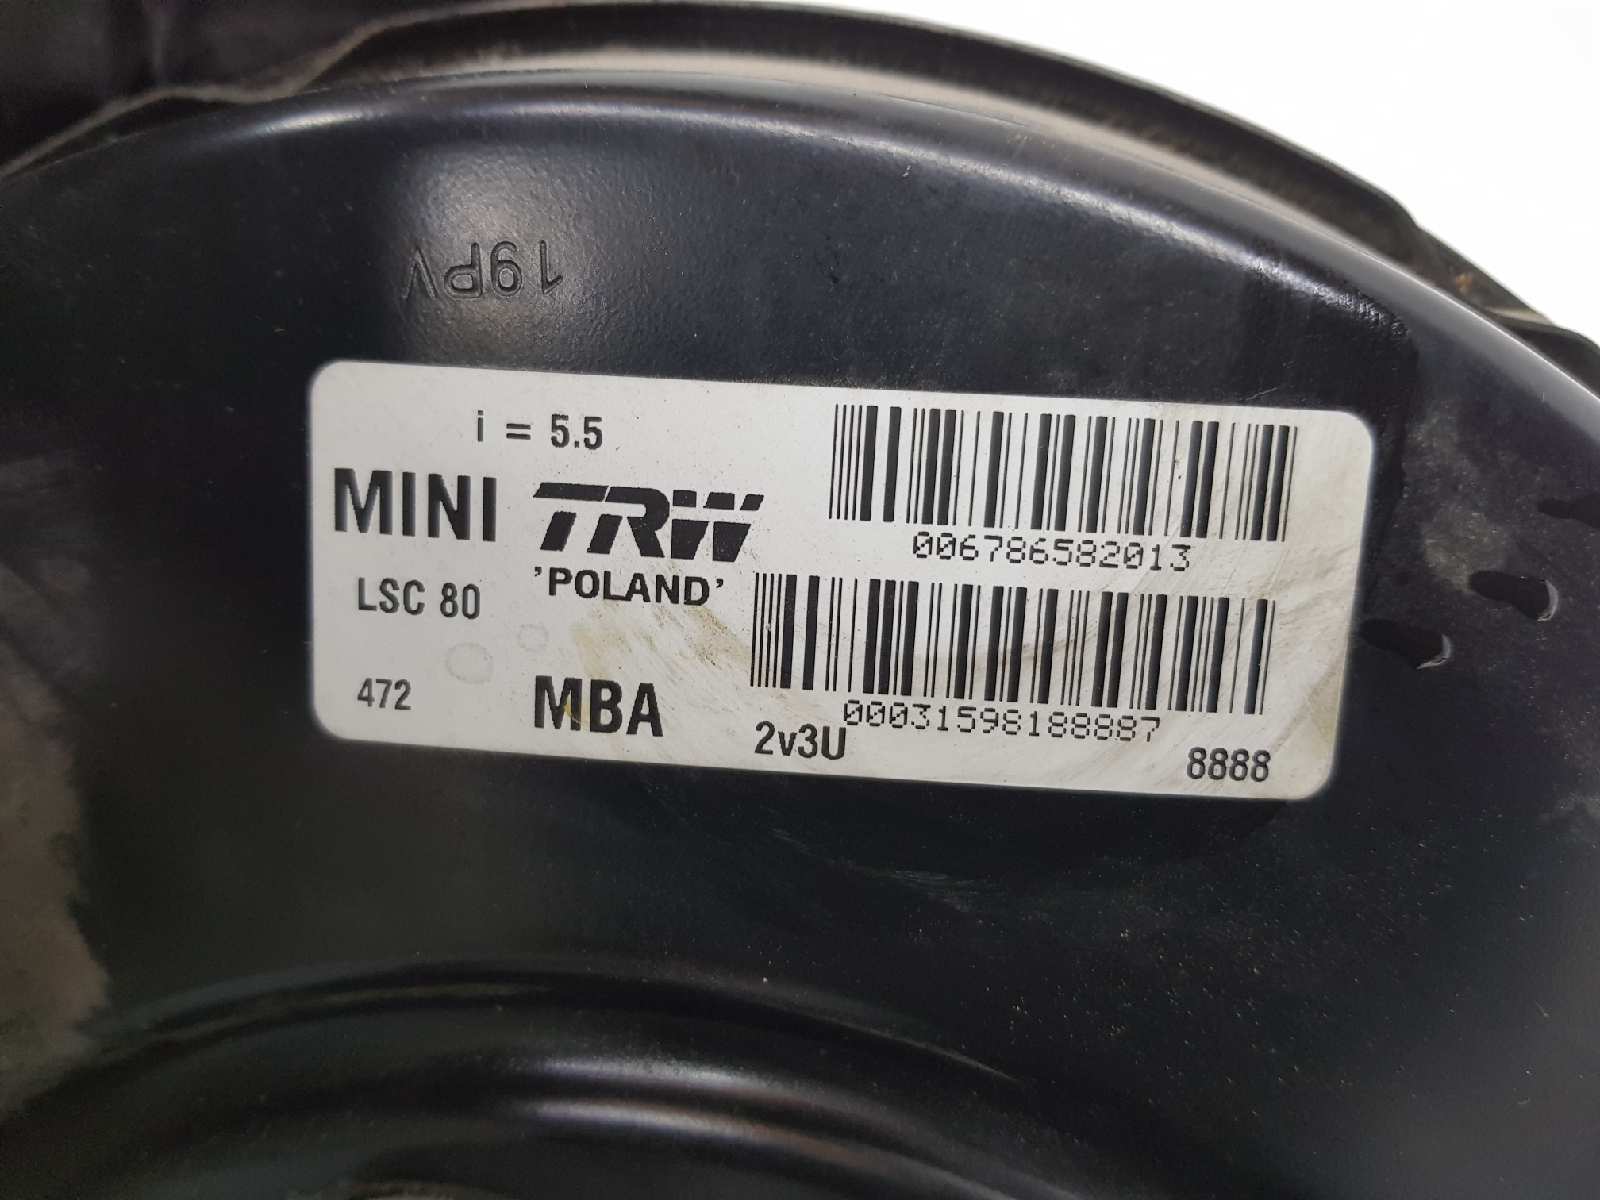 19PV
i = 5.5
MINI TRW
006786582013
'POLAND'
LSC 80
472 MBA
00031598188887
2v3U 8888